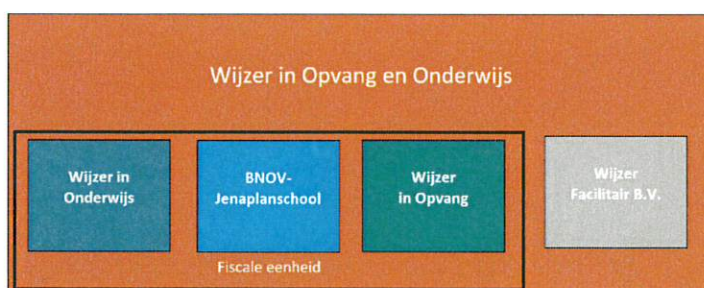 Wijzer in Opvang en Onderwijs
Wijzer in
Onderwijs
BNOV-
Jenaplanschool
Wijzer
in Opvang
Wijzer
Facilitair B.V.
Fiscale eenheid